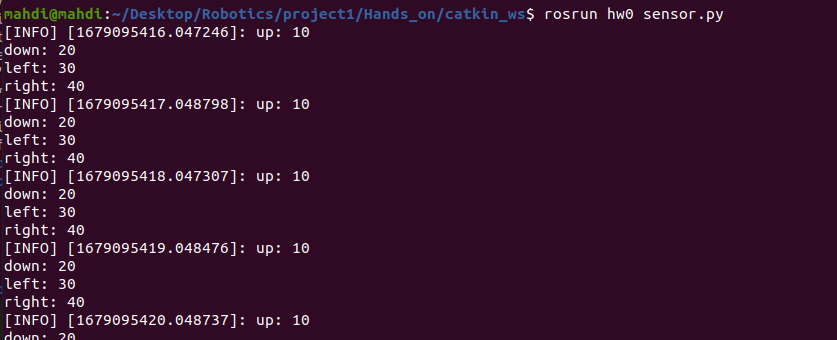 mahdi@mahdi:~/Desktop/Robotics/project1/Hands_on/catkin_ws$ rosrun hw0 sensor.py
[INFO] [1679095416.047246]: up: 10
down: 20
left: 30
right: 40
[INFO] [1679095417.048798]: up: 10
down: 20
left: 30
right: 40
[INFO] [1679095418.047307]: up: 10
down: 20
left: 30
right: 40
[INFO] [1679095419.048476]: up: 10
down: 20
left: 30
right: 40
[INFO] [1679095420.048737]: up: 10
down: 20